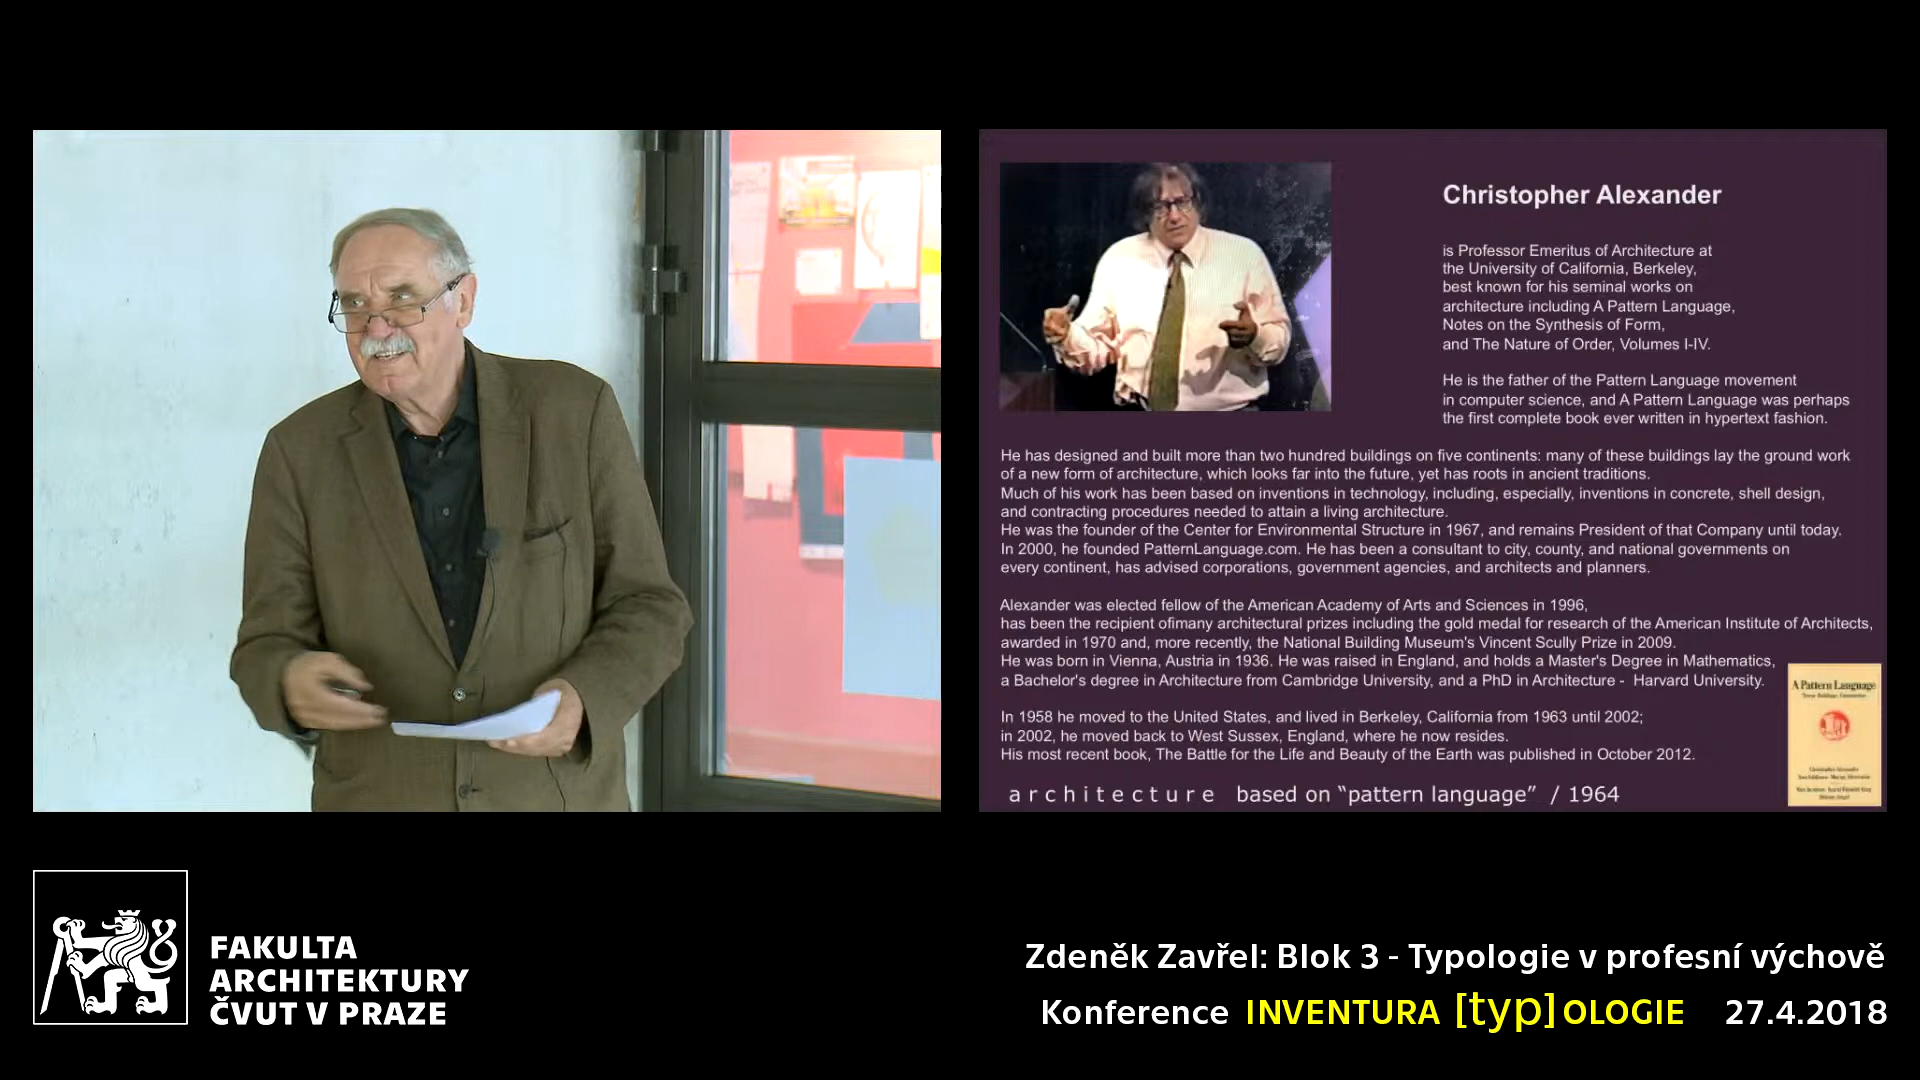 Christopher Alexander
is Professor Emeritus of Architecture at
the University of California, Berkeley,
best known for his seminal works on
architecture including A Pattern Language,
Notes on the Synthesis of Form,
and The Nature of Order, Volumes I-IV.
He is the father of the Pattern Language movement
in computer science, and A Pattern Language was perhaps
the first complete book ever written in hypertext fashion.
He has designed and built more than two hundred buildings on five continents: many of these buildings lay the ground work
of a new form of architecture, which looks far into the future, yet has roots in ancient traditions.
Much of his work has been based on inventions in technology, including, especially, inventions in concrete, shell design,
and contracting procedures needed to attain a living architecture.
He was the founder of the Center for Environmental Structure in 1967, and remains President of that Company until today.
In 2000, he founded PatternLanguage.com. He has been a consultant to city, county, and national governments on
every continent, has advised corporations, government agencies, and architects and planners.
Alexander was elected fellow of the American Academy of Arts and Sciences in 1996,
has been the recipient ofimany architectural prizes including the gold medal for research of the American Institute of Architects,
awarded in 1970 and, more recently, the National Building Museum's Vincent Scully Prize in 2009.
He was born in Vienna, Austria in 1936. He was raised in England, and holds a Master's Degree in Mathematics,
a Bachelor's degree in Architecture from Cambridge University, and a PhD in Architecture - Harvard University.
In 1958 he moved to the United States, and lived in Berkeley, California from 1963 until 2002;
in 2002, he moved back to West Sussex, England, where he now resides.
His most recent book, The Battle for the Life and Beauty of the Earth was published in October 2012.
architecture based on “pattern language” / 1964
A Pattern Language
FAKULTA
ARCHITEKTURY
ČVUT V PRAZE
Zdeněk Zavřel: Blok 3 - Typologie v profesní výchově
Konference INVENTURA [typ]OLOGIE 27.4.2018